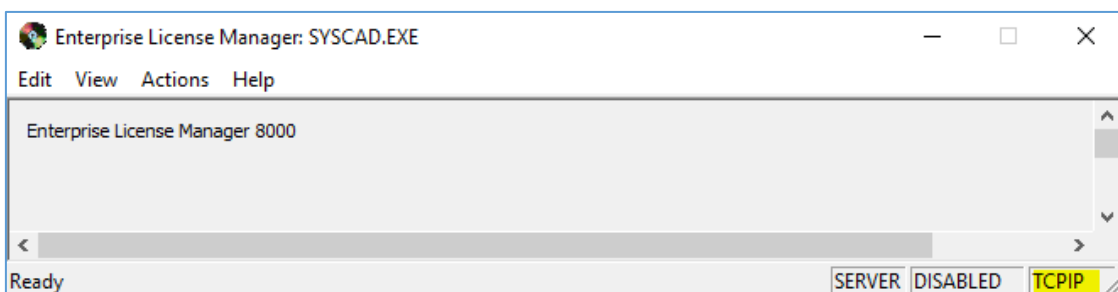 Enterprise License Manager: SYSCAD.EXE
Edit View Actions Help
Enterprise License Manager 8000
Ready SERVER DISABLED TCPIP